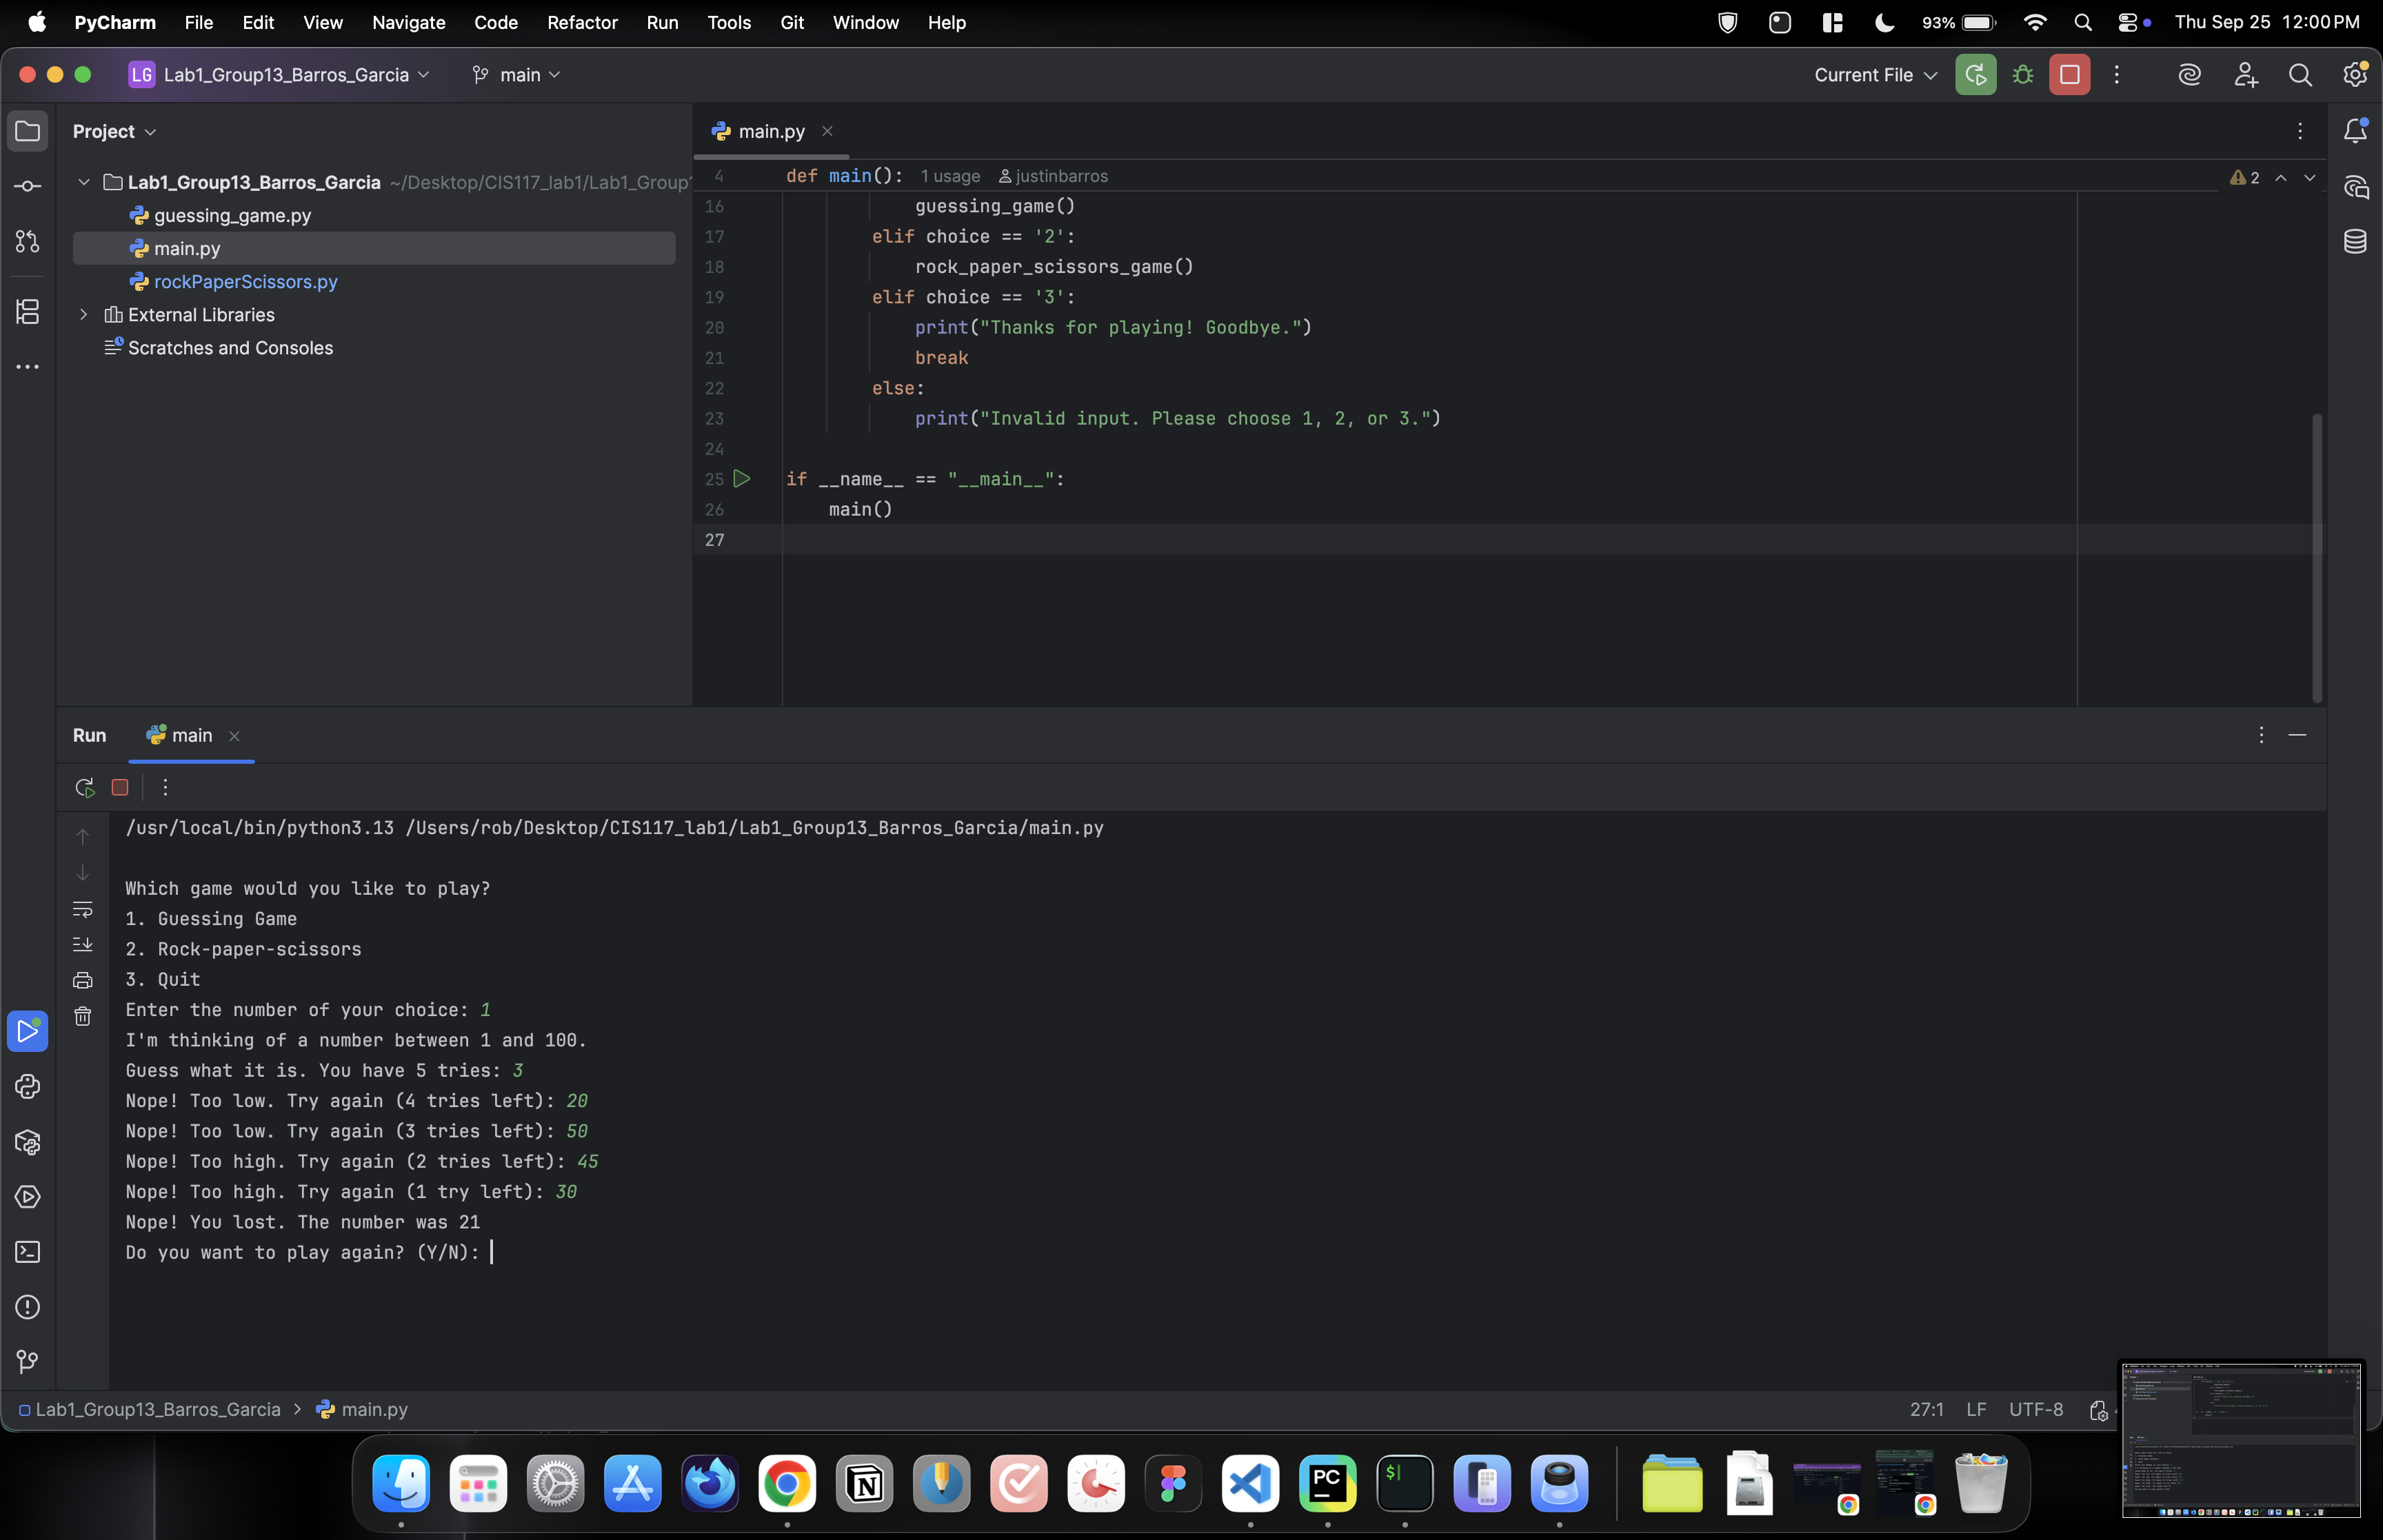 PyCharm File Edit View Navigate Code Refactor Run Tools Git Window Help 93% Thu Sep 25 12:00 PM
LG Lab1_Group13_Barros_Garcia main Current File
Project
Lab1_Group13_Barros_Garcia ~/Desktop/CIS117_lab1/Lab1_Group1
guessing_game.py
main.py
rockPaperScissors.py
External Libraries
Scratches and Consoles
main.py
4 def main(): 1 usage justinbarros 2
16 guessing_game()
17 elif choice == '2':
18 rock_paper_scissors_game()
19 elif choice == '3':
20 print("Thanks for playing! Goodbye.")
21 break
22 else:
23 print("Invalid input. Please choose 1, 2, or 3.")
24
25 if __name__ == "__main__":
26 main()
27
Run main
/usr/local/bin/python3.13 /Users/rob/Desktop/CIS117_lab1/Lab1_Group13_Barros_Garcia/main.py
Which game would you like to play?
1. Guessing Game
2. Rock-paper-scissors
3. Quit
Enter the number of your choice: 1
I'm thinking of a number between 1 and 100.
Guess what it is. You have 5 tries: 3
Nope! Too low. Try again (4 tries left): 20
Nope! Too low. Try again (3 tries left): 50
Nope! Too high. Try again (2 tries left): 45
Nope! Too high. Try again (1 try left): 30
Nope! You lost. The number was 21
Do you want to play again? (Y/N):
Lab1_Group13_Barros_Garcia > main.py 27:1 LF UTF-8
PC
$